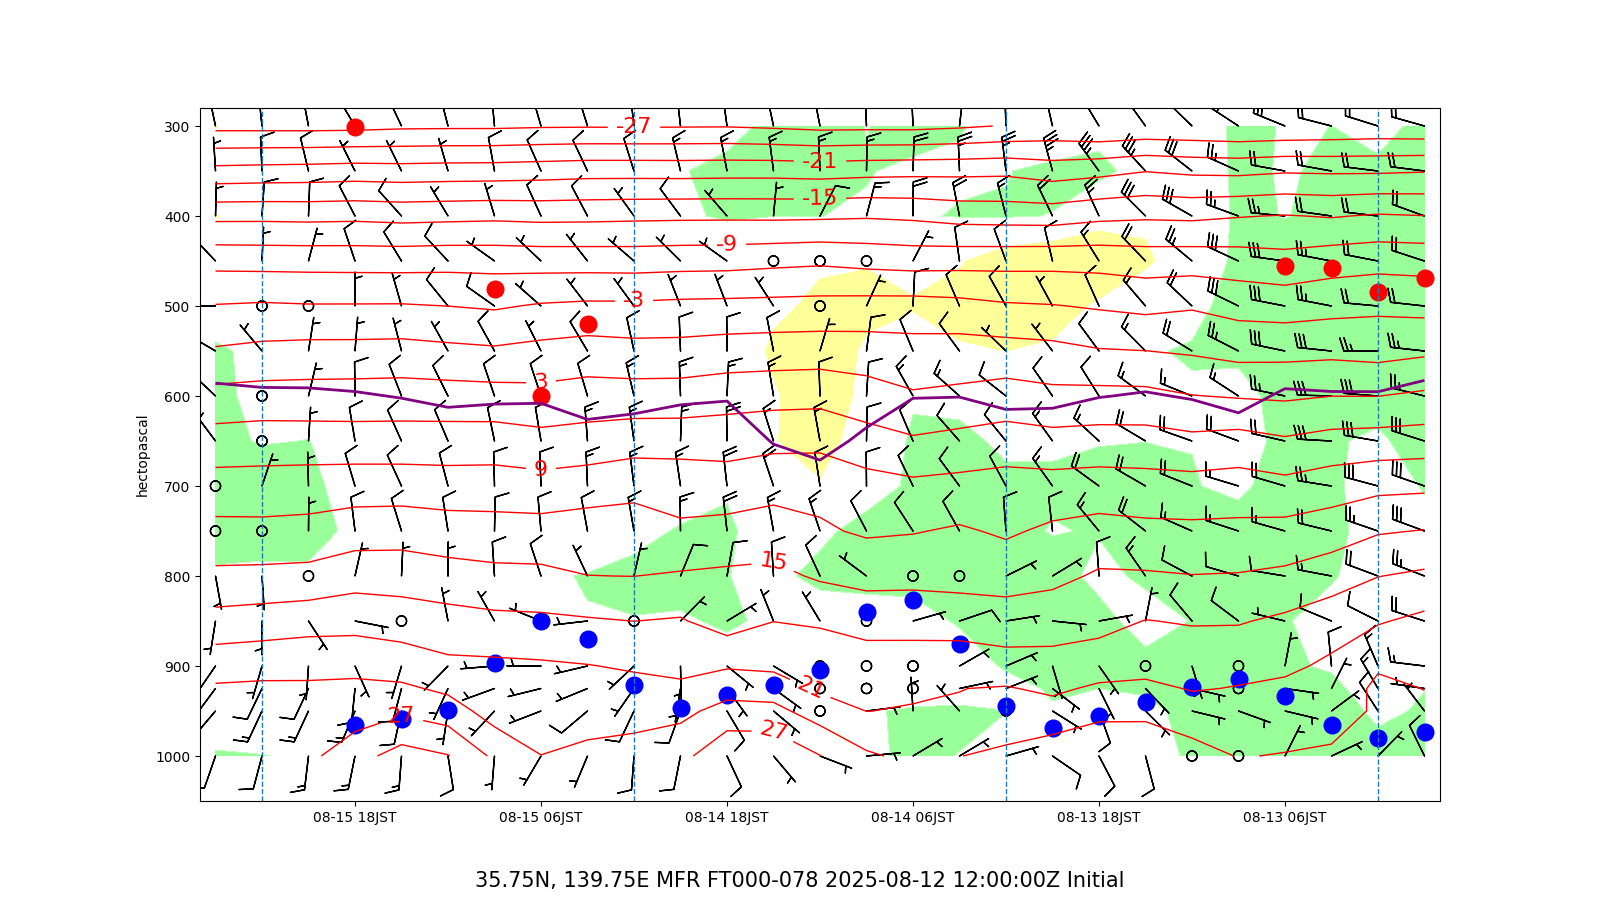 300
400
500
600
700
800
900
1000
hectopascal
-27
-21
-15
-9
-3
3
9
15
21
27
27
08-15 18JST
08-15 06JST
08-14 18JST
08-14 06JST
08-13 18JST
08-13 06JST
35.75N, 139.75E MFR FT000-078 2025-08-12 12:00:00Z Initial